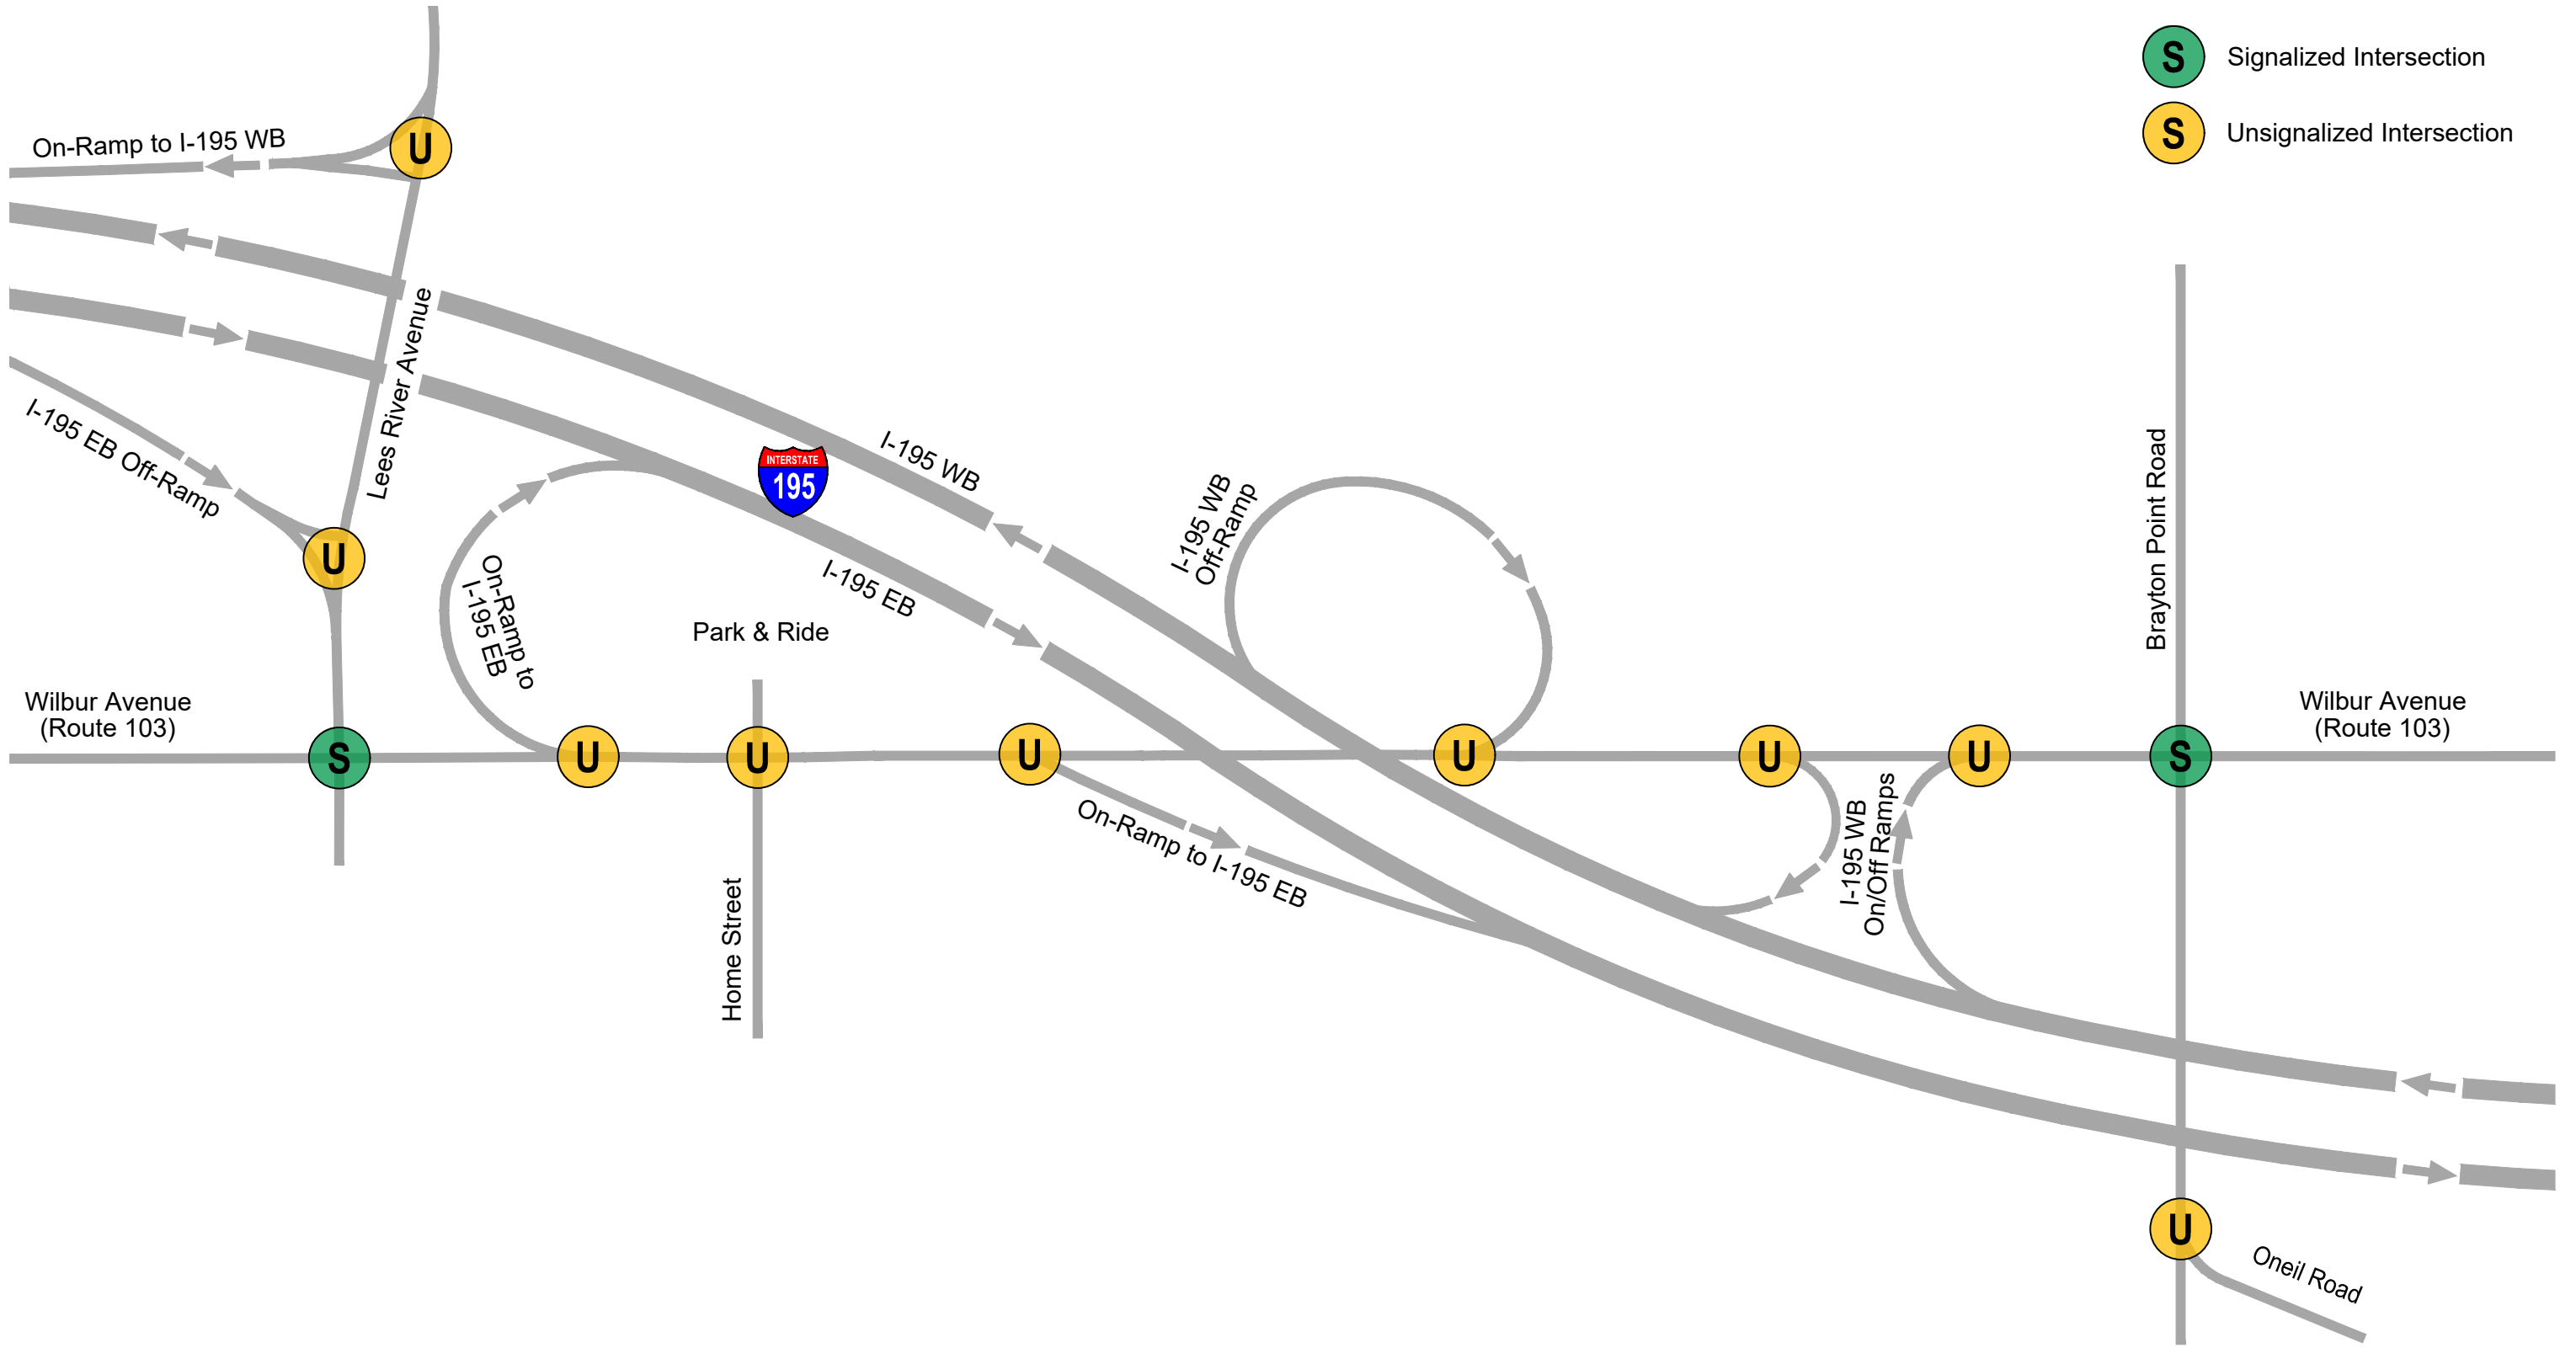 S Signalized Intersection
S Unsignalized Intersection
On-Ramp to I-195 WB
U
Lees River Avenue
I-195 EB Off-Ramp
U
INTERSTATE
195
I-195 WB
I-195 EB
On-Ramp to
I-195 EB
Park & Ride
I-195 WB
Off-Ramp
Brayton Point Road
Wilbur Avenue
(Route 103)
Wilbur Avenue
(Route 103)
S
U
U
U
U
U
U
S
On-Ramp to I-195 EB
I-195 WB
On/Off Ramps
Home Street
U
Oneil Road